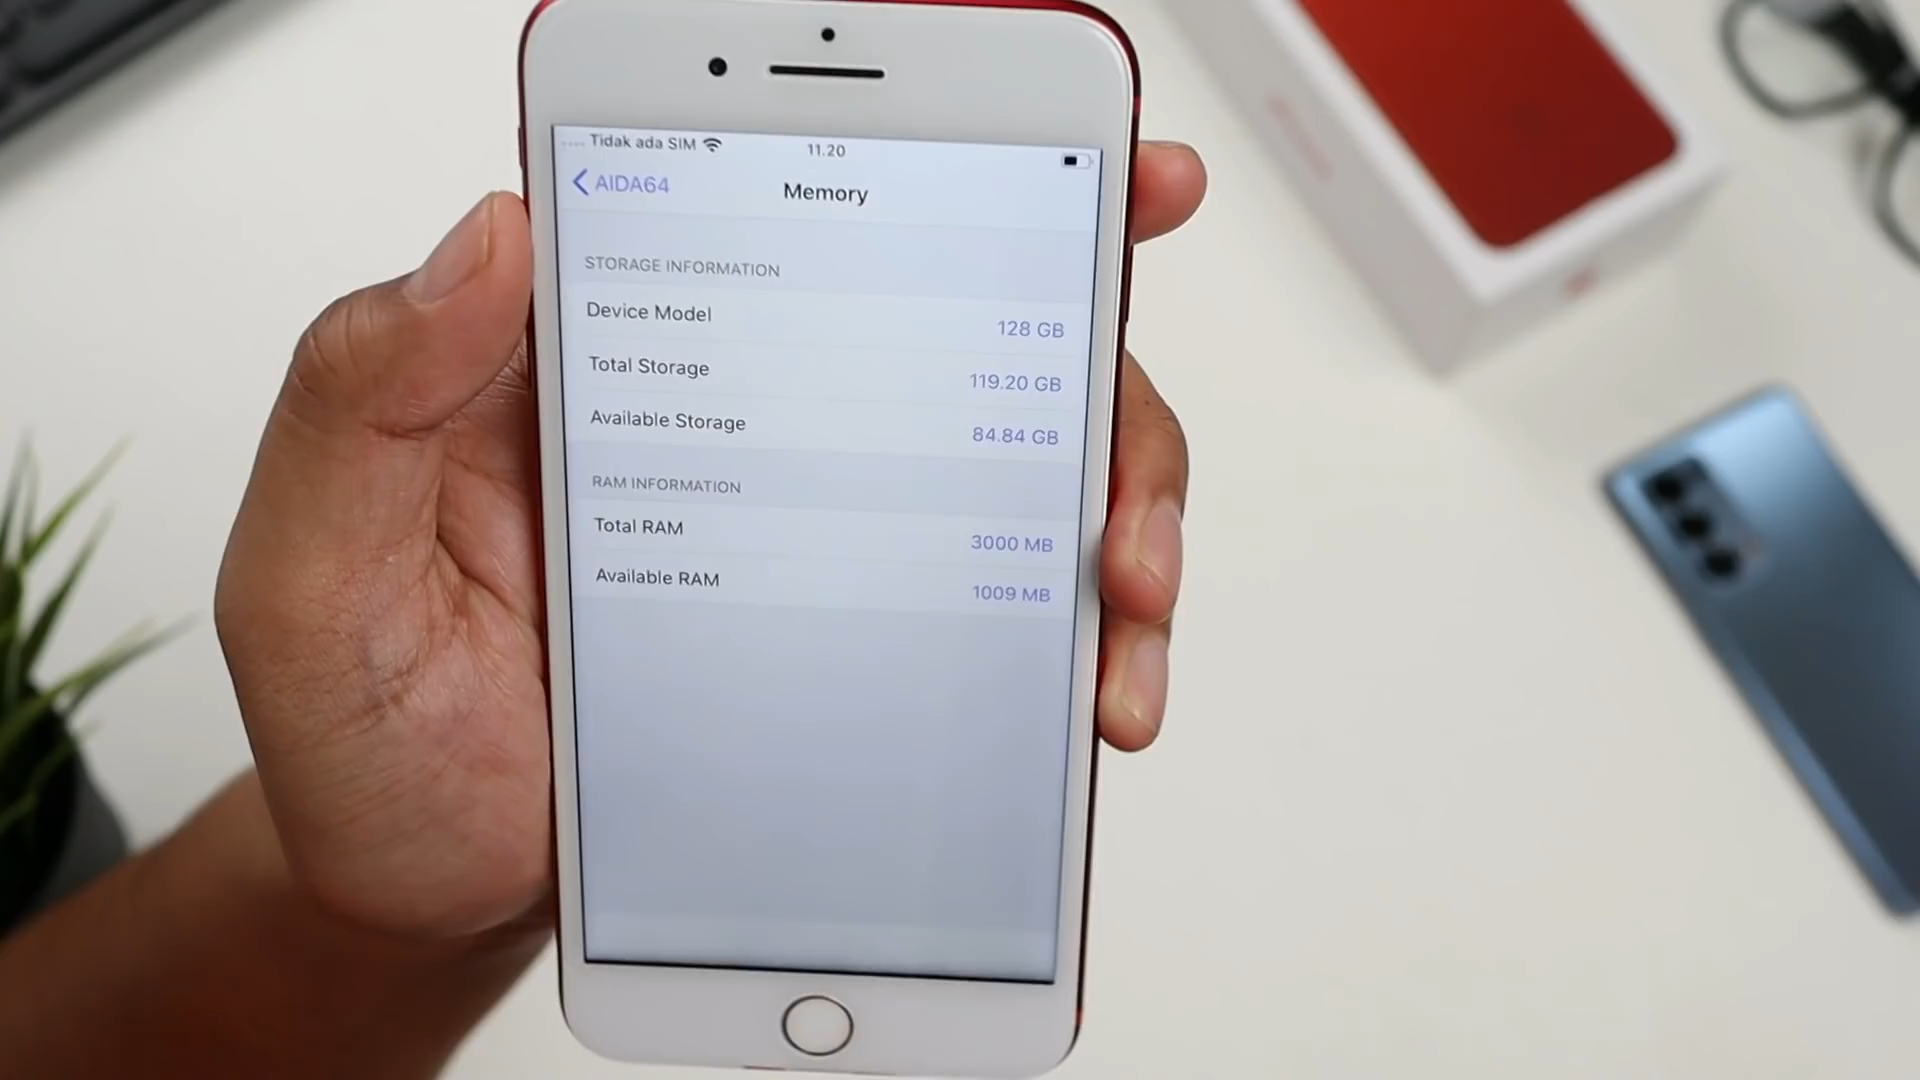 Tidak ada SIM
11.20
AIDA64
Memory
STORAGE INFORMATION
Device Model 128 GB
Total Storage 119.20 GB
Available Storage 84.84 GB
RAM INFORMATION
Total RAM 3000 MB
Available RAM 1009 MB